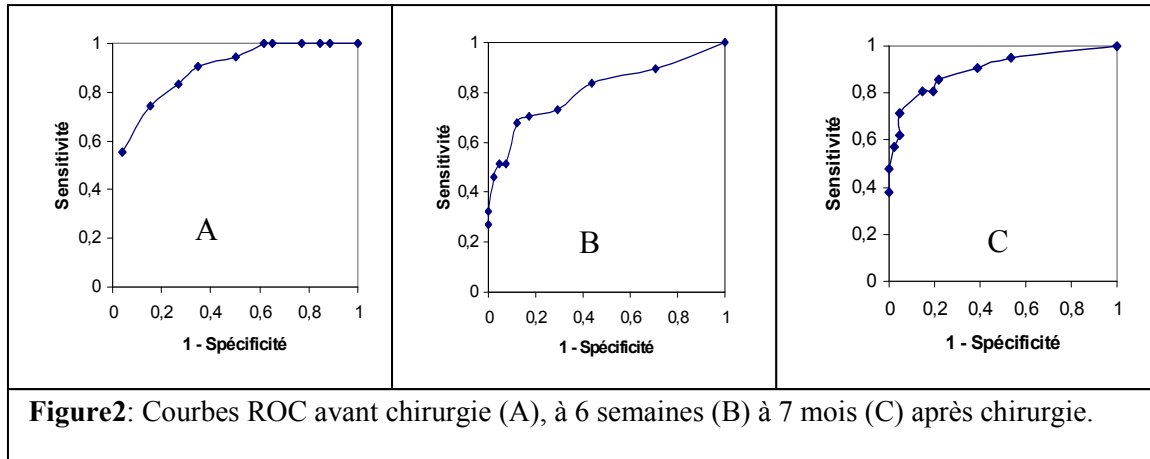 1
0,8
0,6
0,4
0,2
0
Sensitivité
A
0 0,2 0,4 0,6 0,8 1
1 - Spécificité
1
0,8
0,6
0,4
0,2
0
Sensitivité
B
0 0,2 0,4 0,6 0,8 1
1 - Spécificité
1
0,8
0,6
0,4
0,2
0
Sensitivité
C
0 0,2 0,4 0,6 0,8 1
1 - Spécificité
Figure2: Courbes ROC avant chirurgie (A), à 6 semaines (B) à 7 mois (C) après chirurgie.